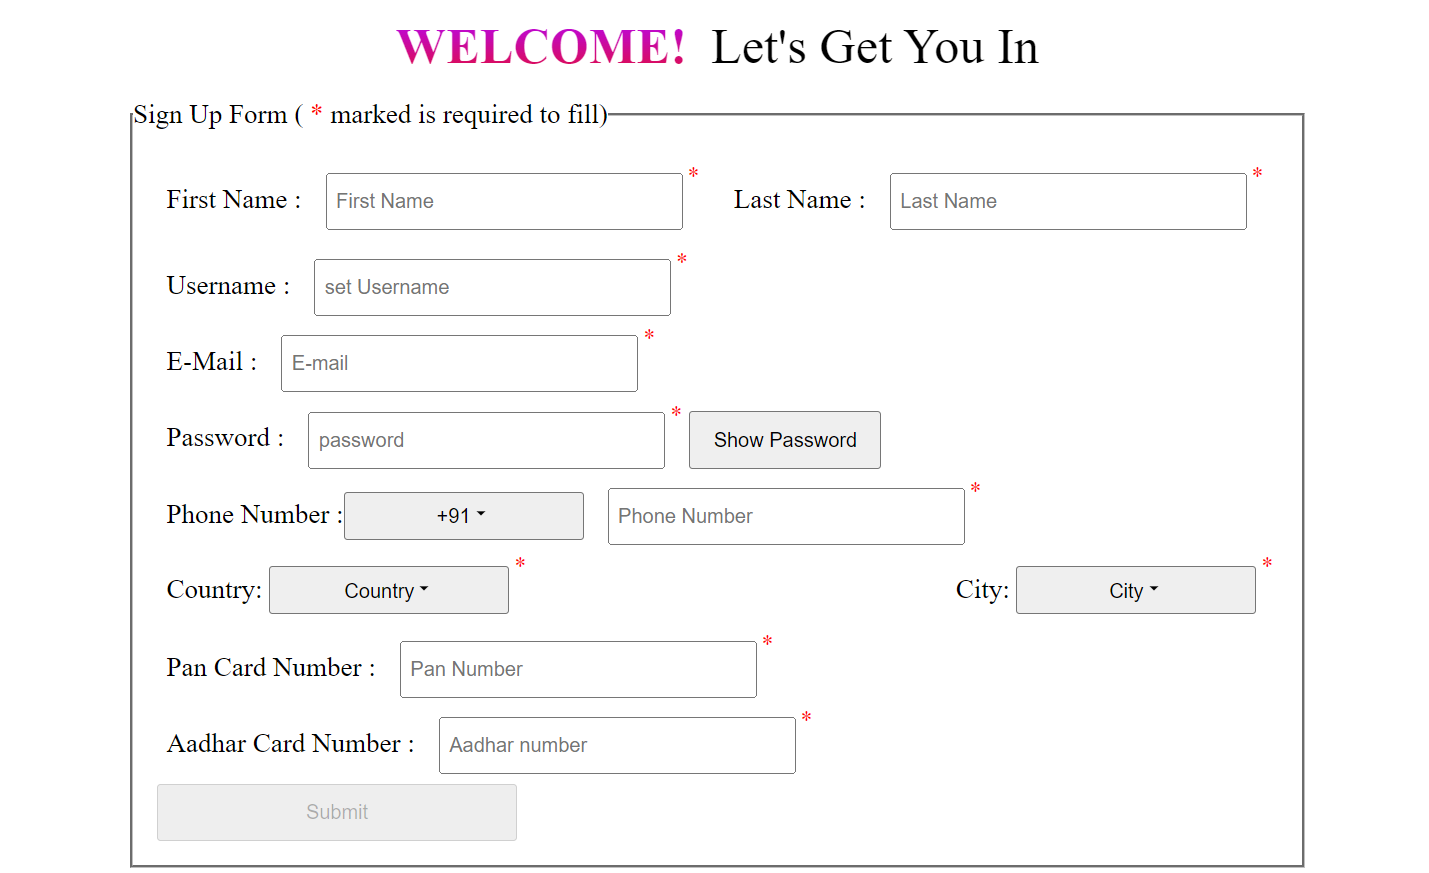 WELCOME! Let's Get You In
Sign Up Form ( * marked is required to fill)
First Name : First Name * Last Name : Last Name *
Username : set Username *
E-Mail : E-mail *
Password : password * Show Password
Phone Number : +91 Phone Number *
Country: Country * City: City *
Pan Card Number : Pan Number *
Aadhar Card Number : Aadhar number *
Submit